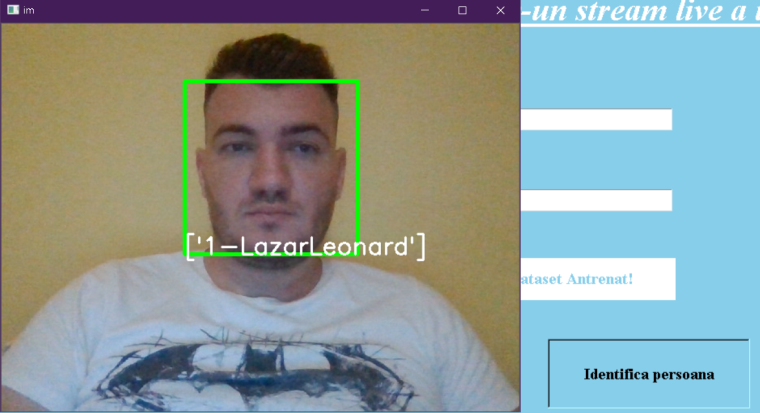 im
-un stream live a
['1-LazarLeonard']
ataset Antrenat!
Identifica persoana